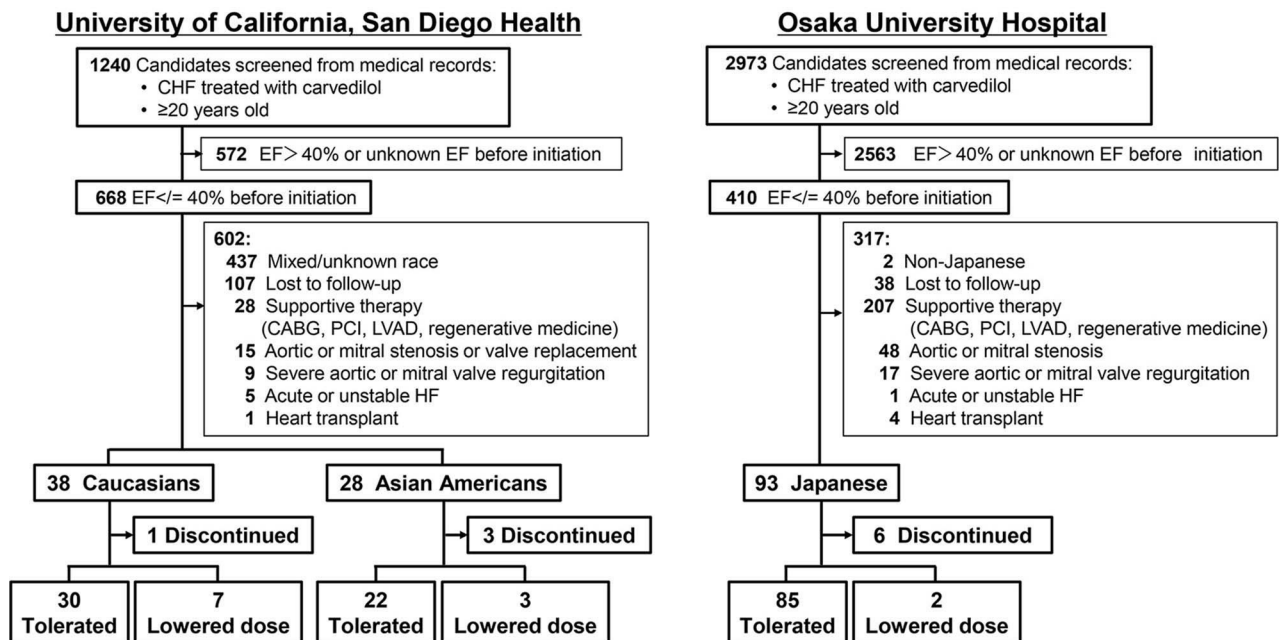 University of California, San Diego Health
1240 Candidates screened from medical records:
• CHF treated with carvedilol
• ≥20 years old
572 EF＞40% or unknown EF before initiation
668 EF</= 40% before initiation
602:
437 Mixed/unknown race
107 Lost to follow-up
28 Supportive therapy
(CABG, PCI, LVAD, regenerative medicine)
15 Aortic or mitral stenosis or valve replacement
9 Severe aortic or mitral valve regurgitation
5 Acute or unstable HF
1 Heart transplant
38 Caucasians
28 Asian Americans
1 Discontinued
3 Discontinued
30
Tolerated
7
Lowered dose
22
Tolerated
3
Lowered dose
Osaka University Hospital
2973 Candidates screened from medical records:
• CHF treated with carvedilol
• ≥20 years old
2563 EF＞40% or unknown EF before initiation
410 EF</= 40% before initiation
317:
2 Non-Japanese
38 Lost to follow-up
207 Supportive therapy
(CABG, PCI, LVAD, regenerative medicine)
48 Aortic or mitral stenosis
17 Severe aortic or mitral valve regurgitation
1 Acute or unstable HF
4 Heart transplant
93 Japanese
6 Discontinued
85
Tolerated
2
Lowered dose